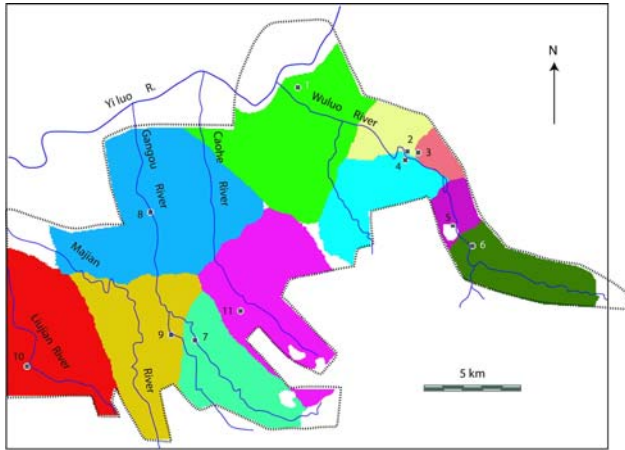 N
1
Yi luo R.
Wuluo River
Gangou River
Caohe River
2
3
4
8
5
6
Majian River
11
Liujian River
9
7
10
5 km